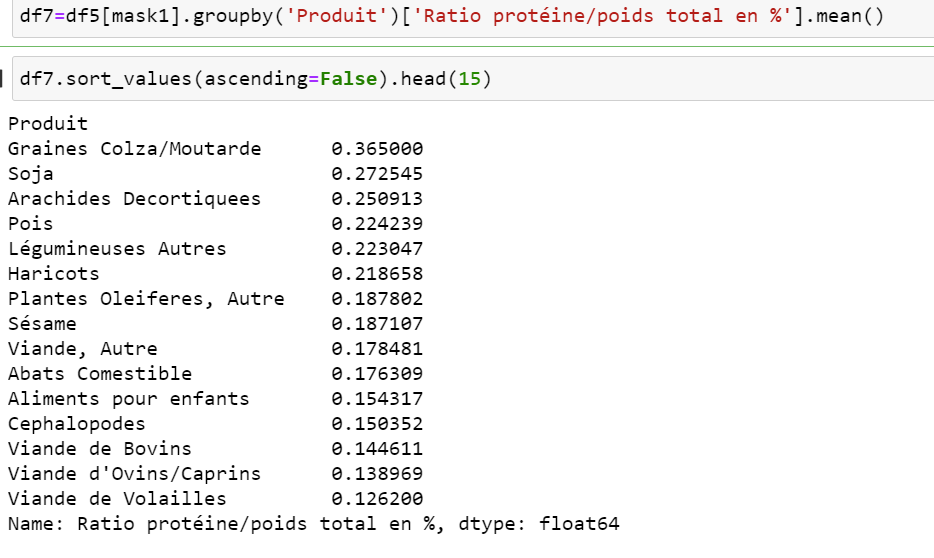 df7=df5[mask1].groupby('Produit')['Ratio protéine/poids total en %'].mean()
df7.sort_values(ascending=False).head(15)
Produit
Graines Colza/Moutarde      0.365000
Soja                        0.272545
Arachides Decortiquees      0.250913
Pois                        0.224239
Légumineuses Autres         0.223047
Haricots                    0.218658
Plantes Oleiferes, Autre    0.187802
Sésame                      0.187107
Viande, Autre               0.178481
Abats Comestible            0.176309
Aliments pour enfants       0.154317
Cephalopodes                0.150352
Viande de Bovins            0.144611
Viande d'Ovins/Caprins      0.138969
Viande de Volailles         0.126200
Name: Ratio protéine/poids total en %, dtype: float64